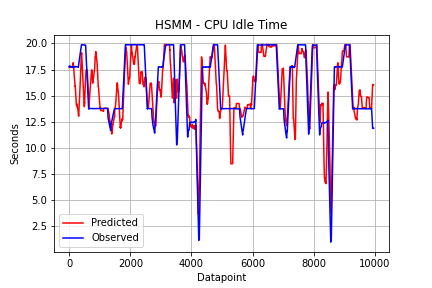 HSMM - CPU Idle Time
20.0
17.5
15.0
12.5
10.0
7.5
5.0
2.5
Seconds
Predicted
Observed
0 2000 4000 6000 8000 10000
Datapoint